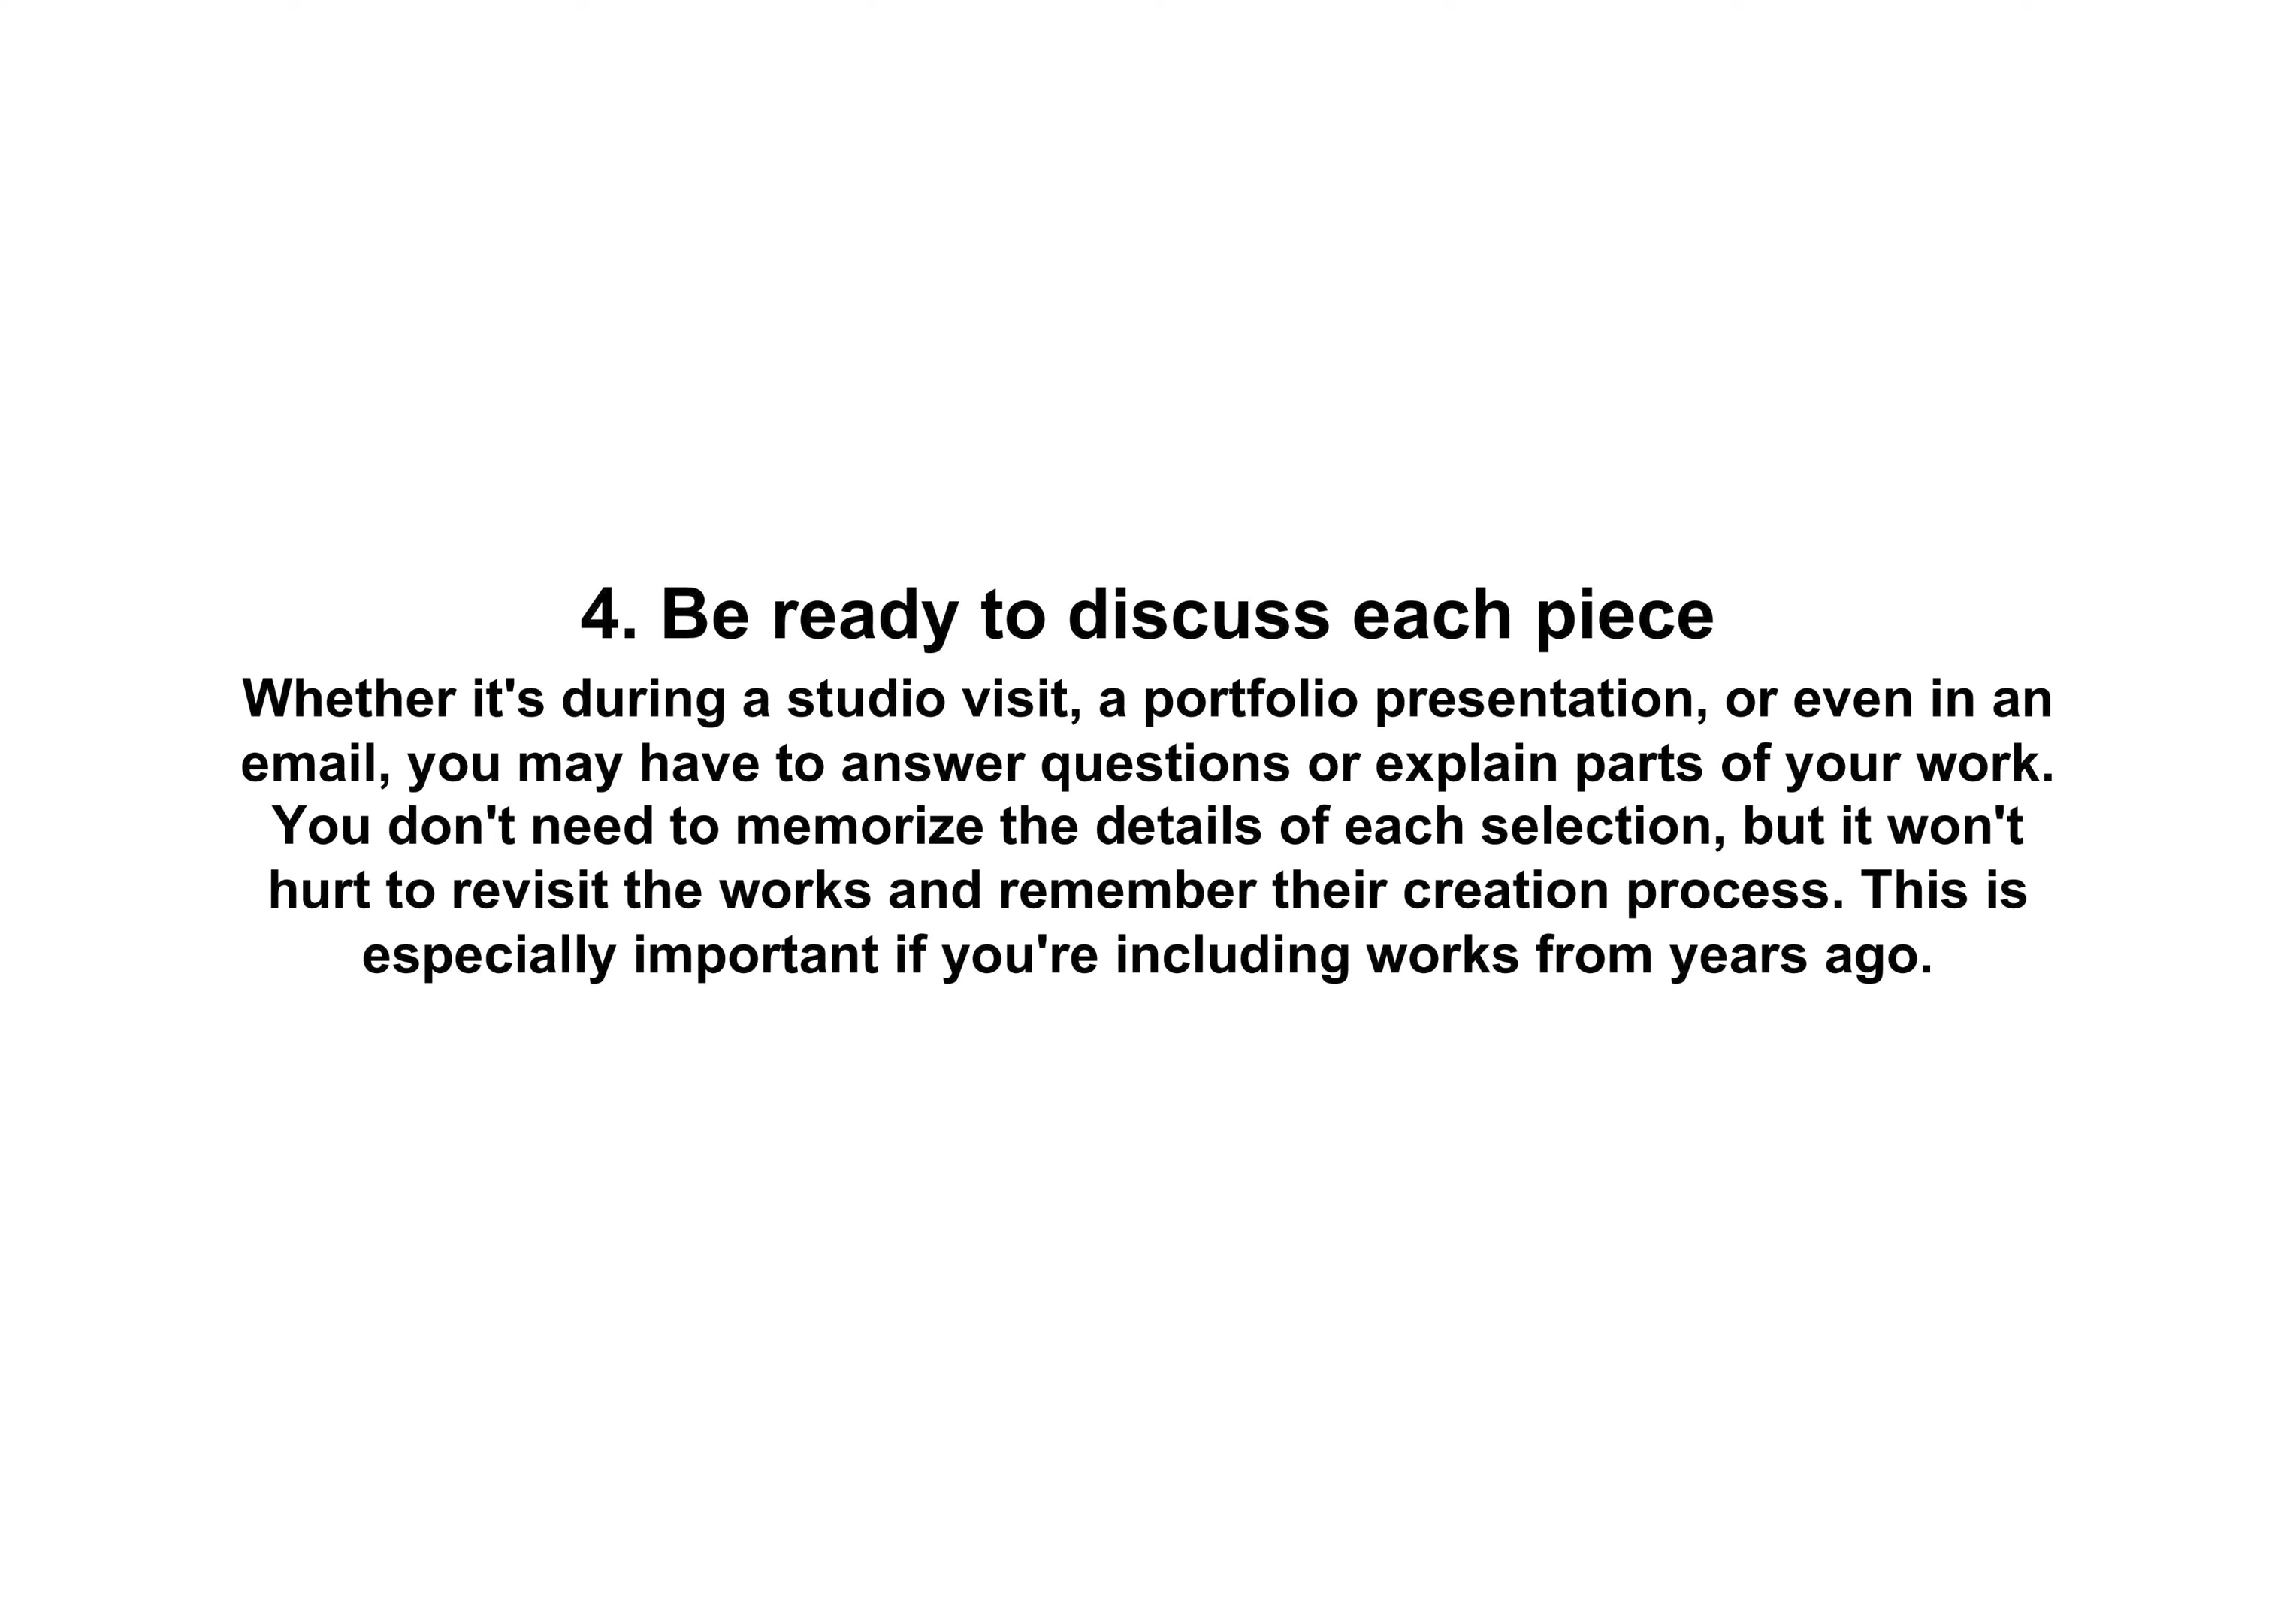 4. Be ready to discuss each piece
Whether it's during a studio visit, a portfolio presentation, or even in an
email, you may have to answer questions or explain parts of your work.
You don't need to memorize the details of each selection, but it won't
hurt to revisit the works and remember their creation process. This is
especially important if you're including works from years ago.